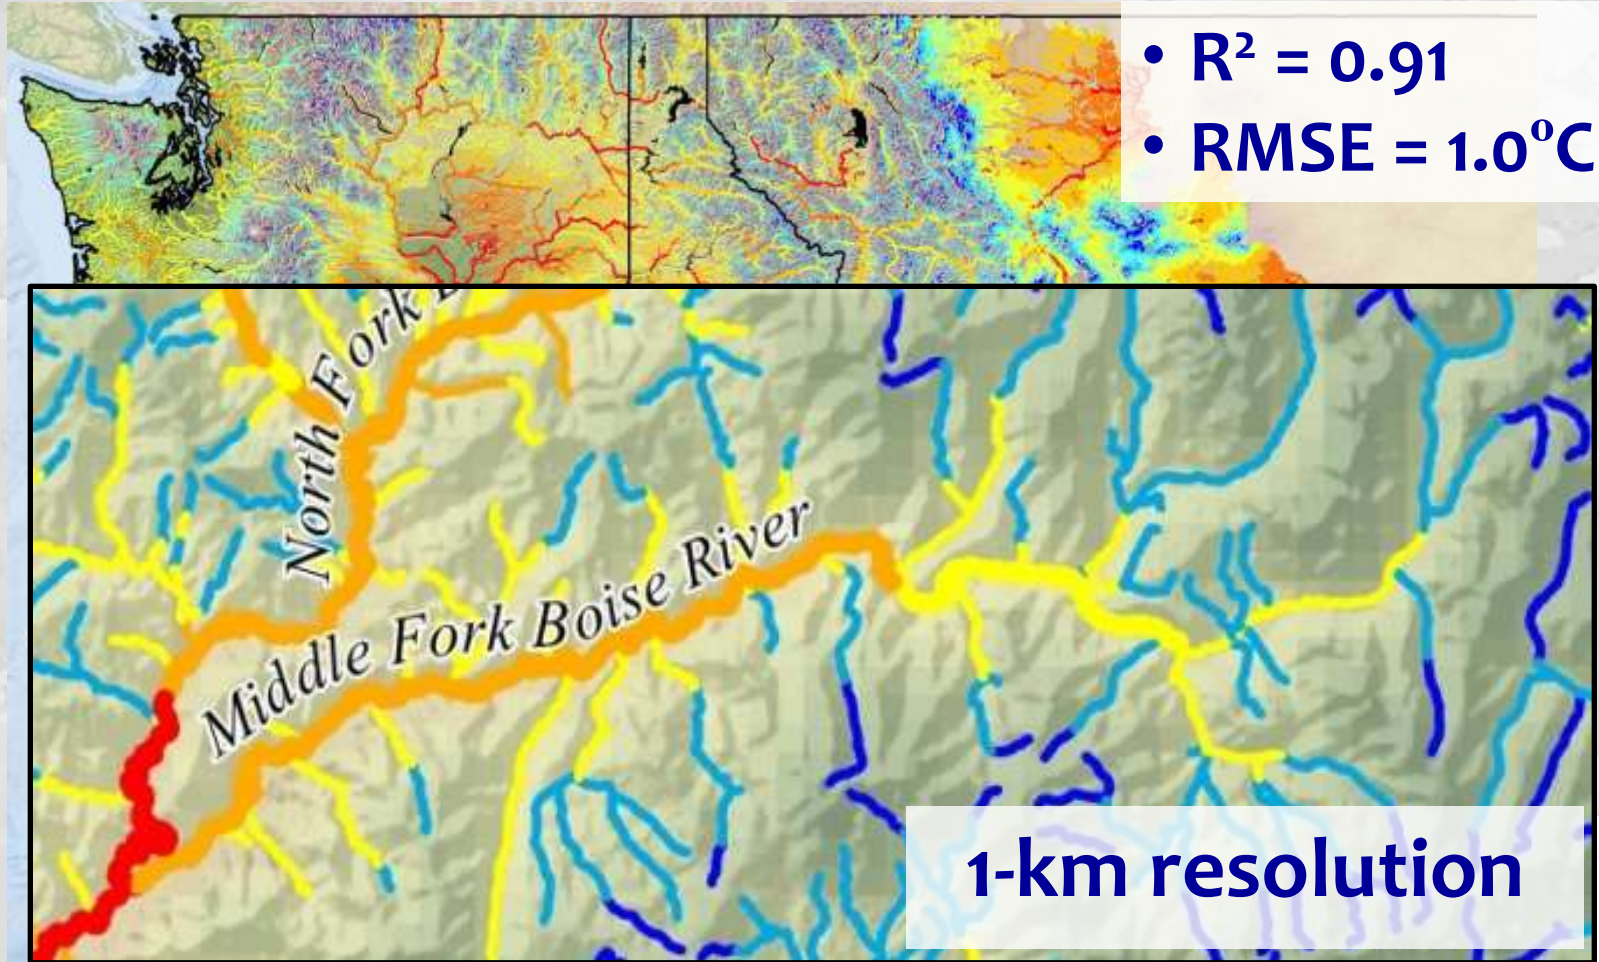 • R² = 0.91
• RMSE = 1.0°C
North Fork
Middle Fork Boise River
1-km resolution